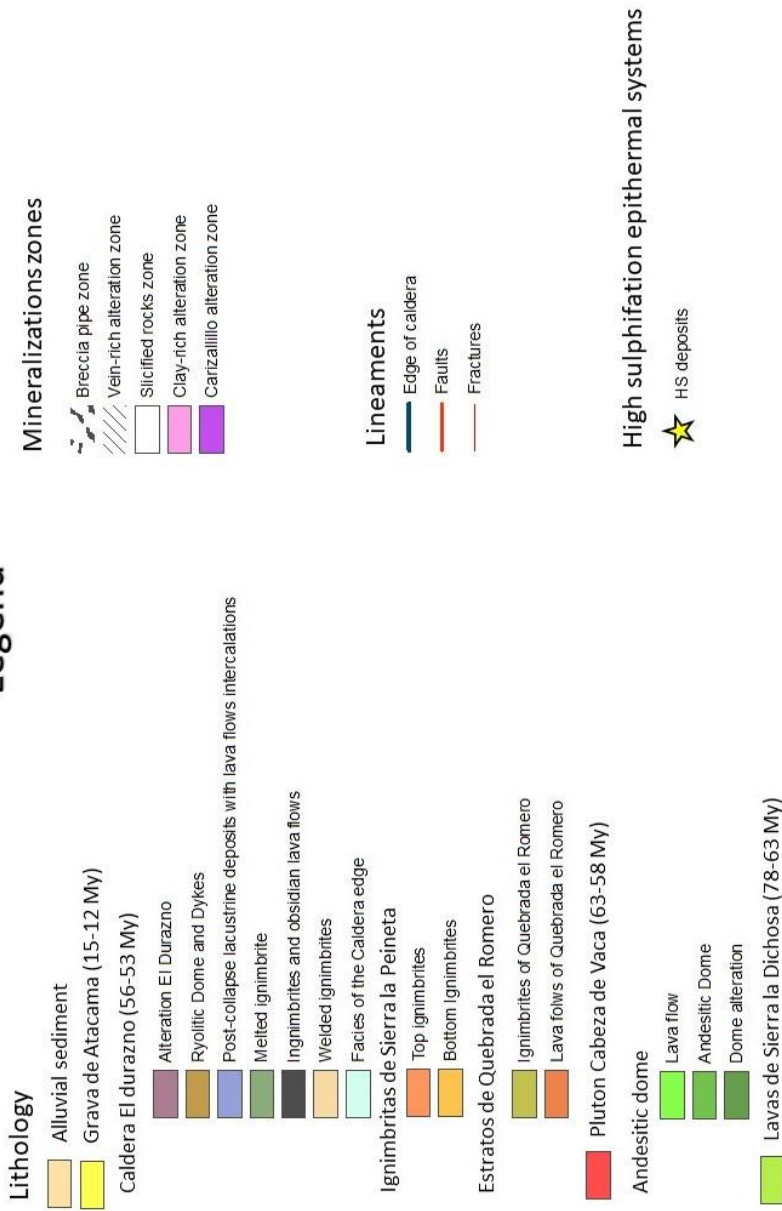 Legend
Lithology
Alluvial sediment
Grava de Atacama (15-12 My)
Caldera El durazno (56-53 My)
Alteration El Durazno
Ryolitic Dome and Dykes
Post-collapse lacustrine deposits with lava flows intercalations
Melted ignimbrite
Ingnimbrites and obsidian lava flows
Welded ignimbrites
Facies of the Caldera edge
Ignimbritas de Sierra la Peineta
Top ignimbrites
Bottom Ignimbrites
Estratos de Quebrada el Romero
Ignimbrites of Quebrada el Romero
Lava folws of Quebrada el Romero
Pluton Cabeza de Vaca (63-58 My)
Andesitic dome
Lava flow
Andesitic Dome
Dome alteration
Lavas de Sierra la Dichosa (78-63 My)
Mineralizations zones
Breccia pipe zone
Vein-rich alteration zone
Slicified rocks zone
Clay-rich alteration zone
Carizallillo alteration zone
Lineaments
Edge of caldera
Faults
Fractures
High sulphifation epithermal systems
HS deposits